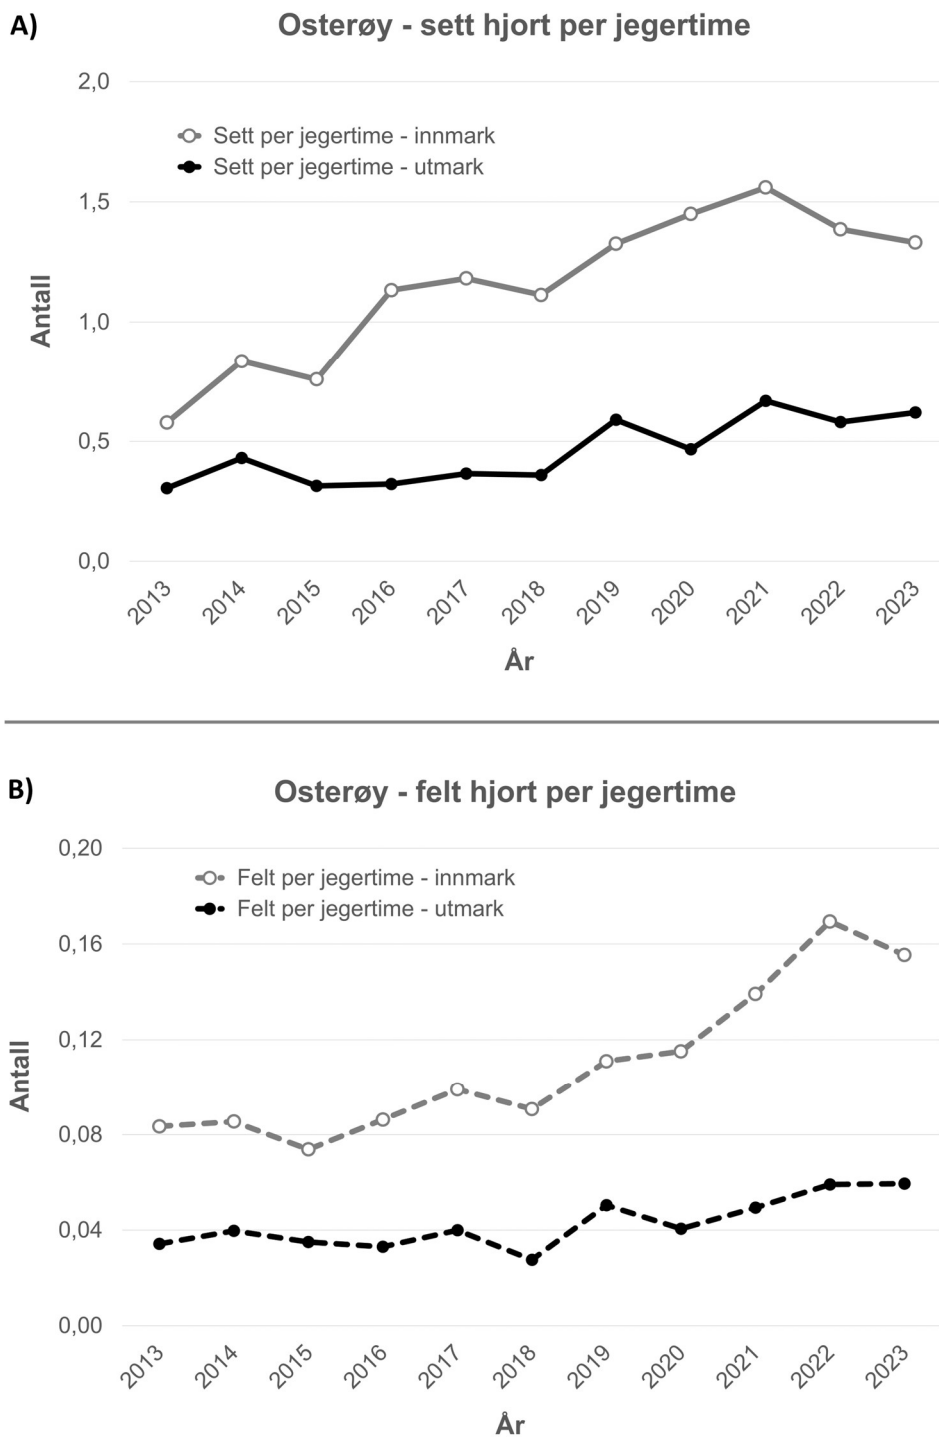 A)
Osterøy - sett hjort per jegertime
2,0
Sett per jegertime - innmark
Sett per jegertime - utmark
1,5
1,0
0,5
0,0
Antall
2013 2014 2015 2016 2017 2018 2019 2020 2021 2022 2023
År
B)
Osterøy - felt hjort per jegertime
0,20
Felt per jegertime - innmark
Felt per jegertime - utmark
0,16
0,12
0,08
0,04
0,00
Antall
2013 2014 2015 2016 2017 2018 2019 2020 2021 2022 2023
År